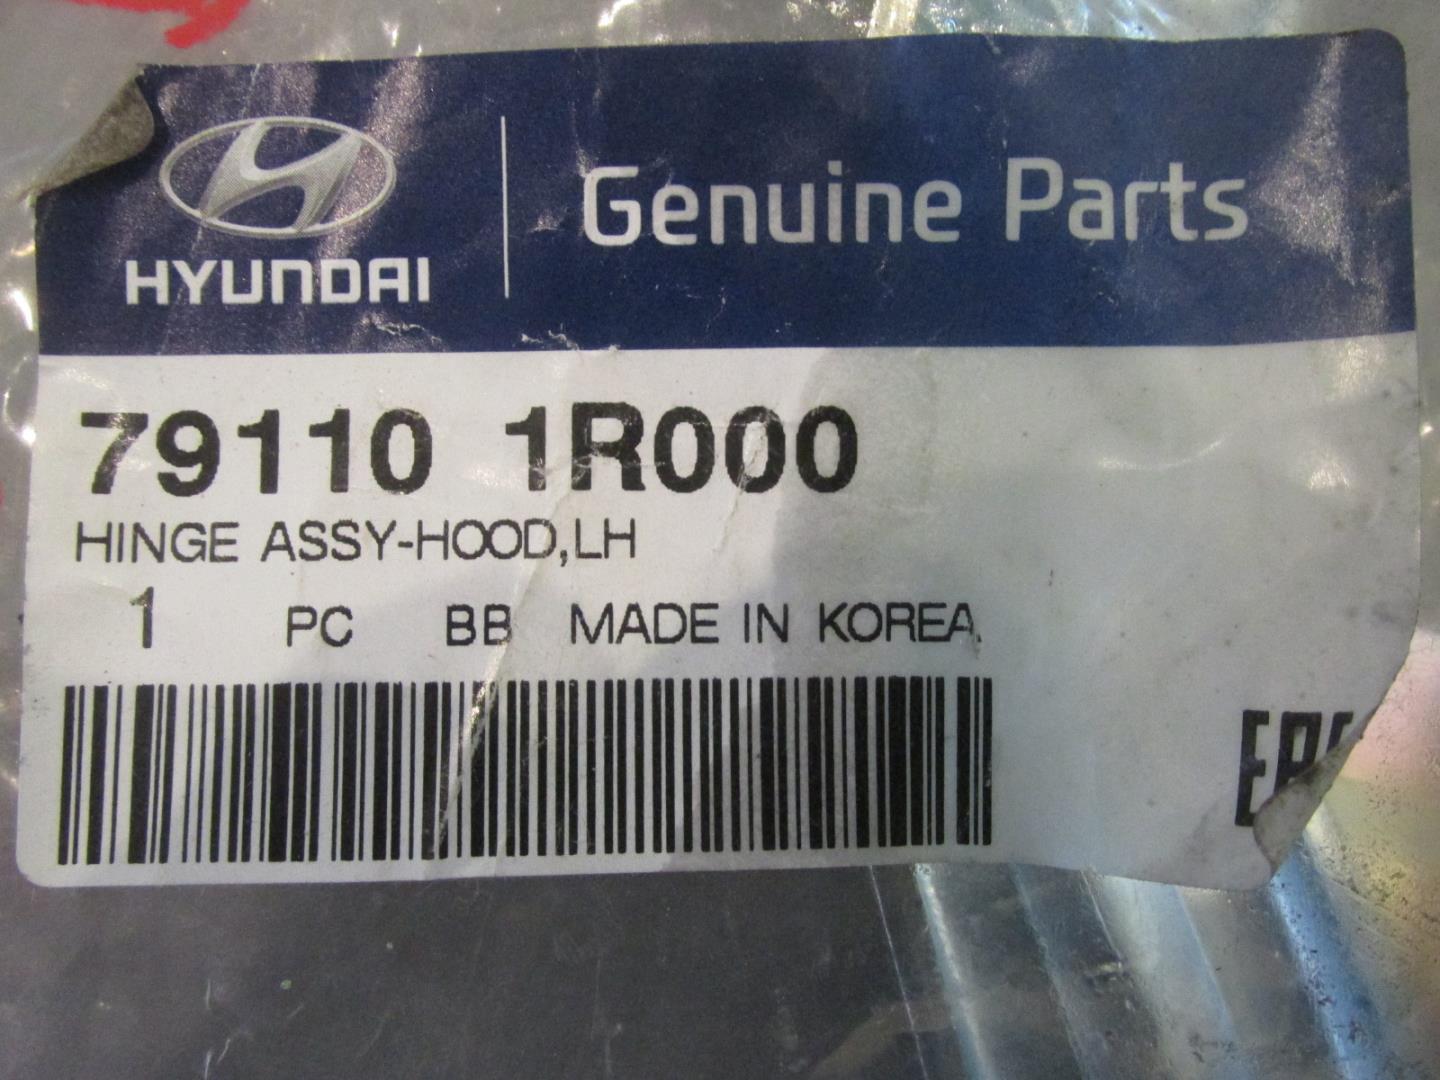 HYUNDAI
Genuine Parts
79110 1R000
HINGE ASSY-HOOD,LH
1 PC BB MADE IN KOREA.